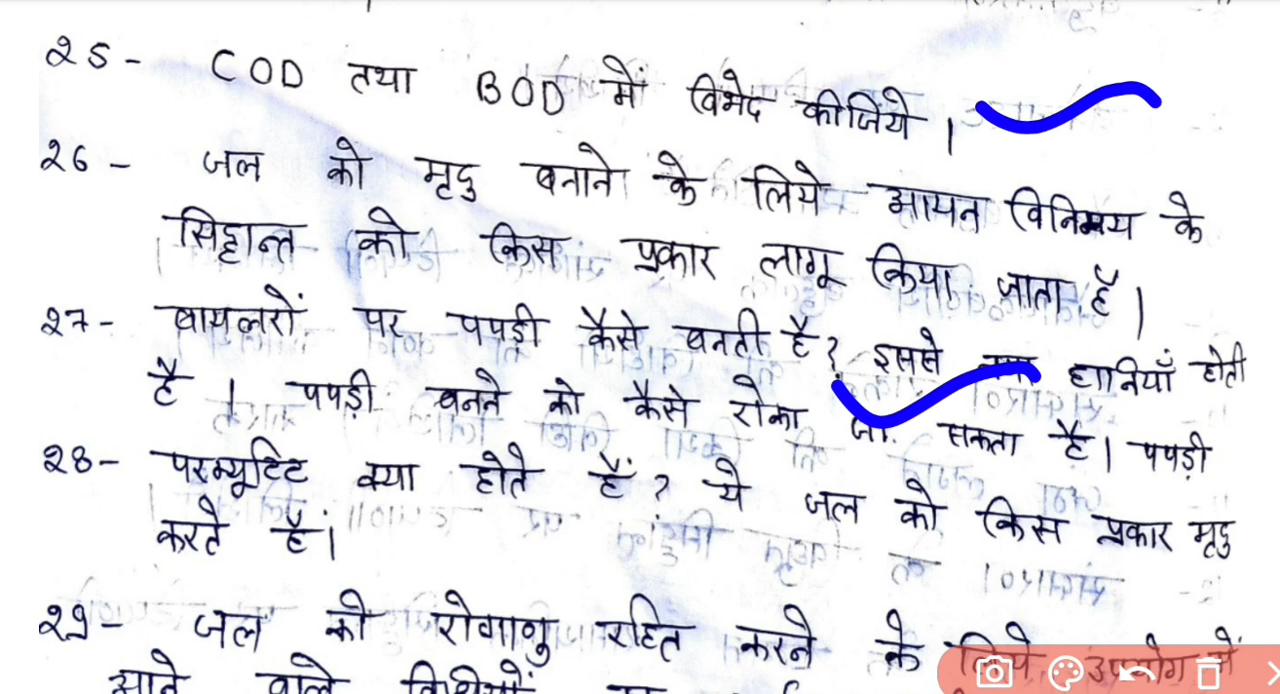 25- COD तथा BOD में विभेद कीजिये ।
26- जल को मृदु बनाने के लिये आयन विनिमय के
सिद्दान्त को किस प्रकार लागू किया जाता है ।
27- बायलरों पर पपड़ी कैसे बनती है ? इससे हानियाँ होती
है । पपड़ी बनने को कैसे रोका जा सकता है । पपड़ी
28- परम्यूटिट क्या होते हैं ? ये जल को किस प्रकार मृदु
करते हैं ।
29- जल को रोगाणु रहित करने के लिये उपयोग में
आने वाले विधियों